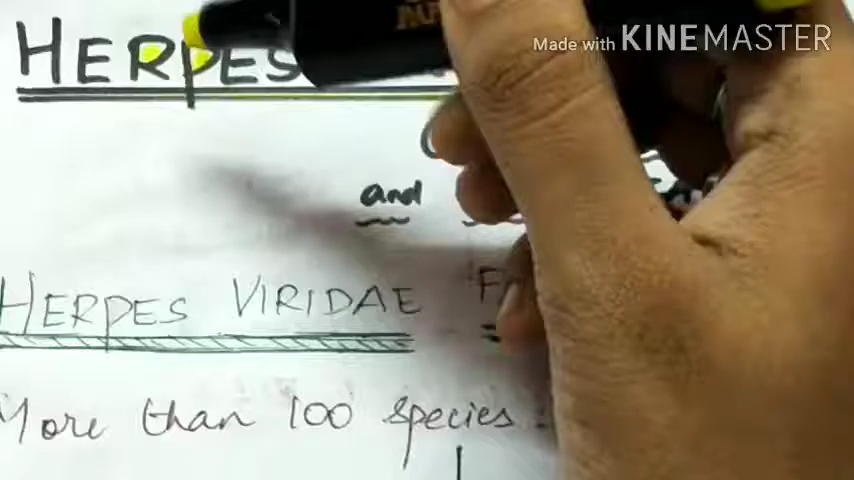 Made with KINEMASTER
HERPES
and
HERPES VIRIDAE
More than 100 species